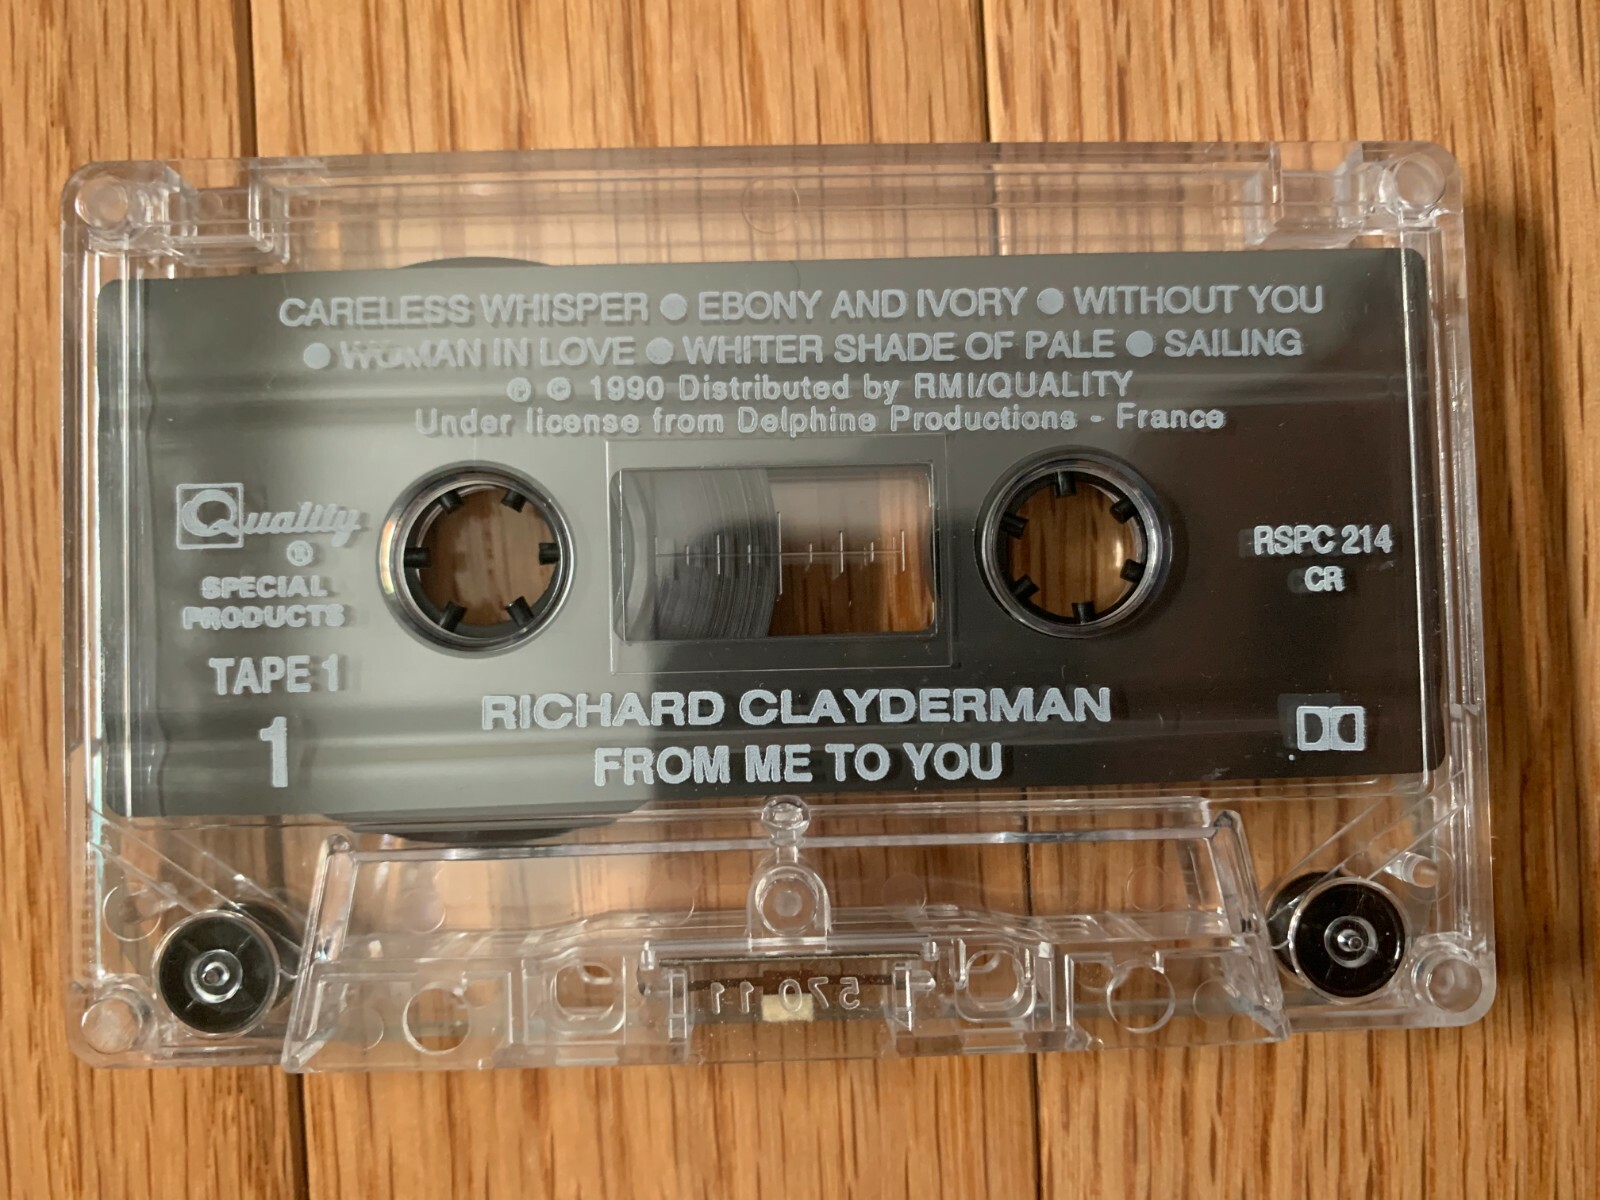 CARELESS WHISPER ● EBONY AND IVORY ● WITHOUT YOU
● WOMAN IN LOVE ● WHITER SHADE OF PALE ● SAILING
℗ © 1990 Distributed by RMI/QUALITY
Under license from Delphine Productions - France
Quality
®
SPECIAL
PRODUCTS
TAPE 1
1
RSPC 214
CR
RICHARD CLAYDERMAN
FROM ME TO YOU
570 11